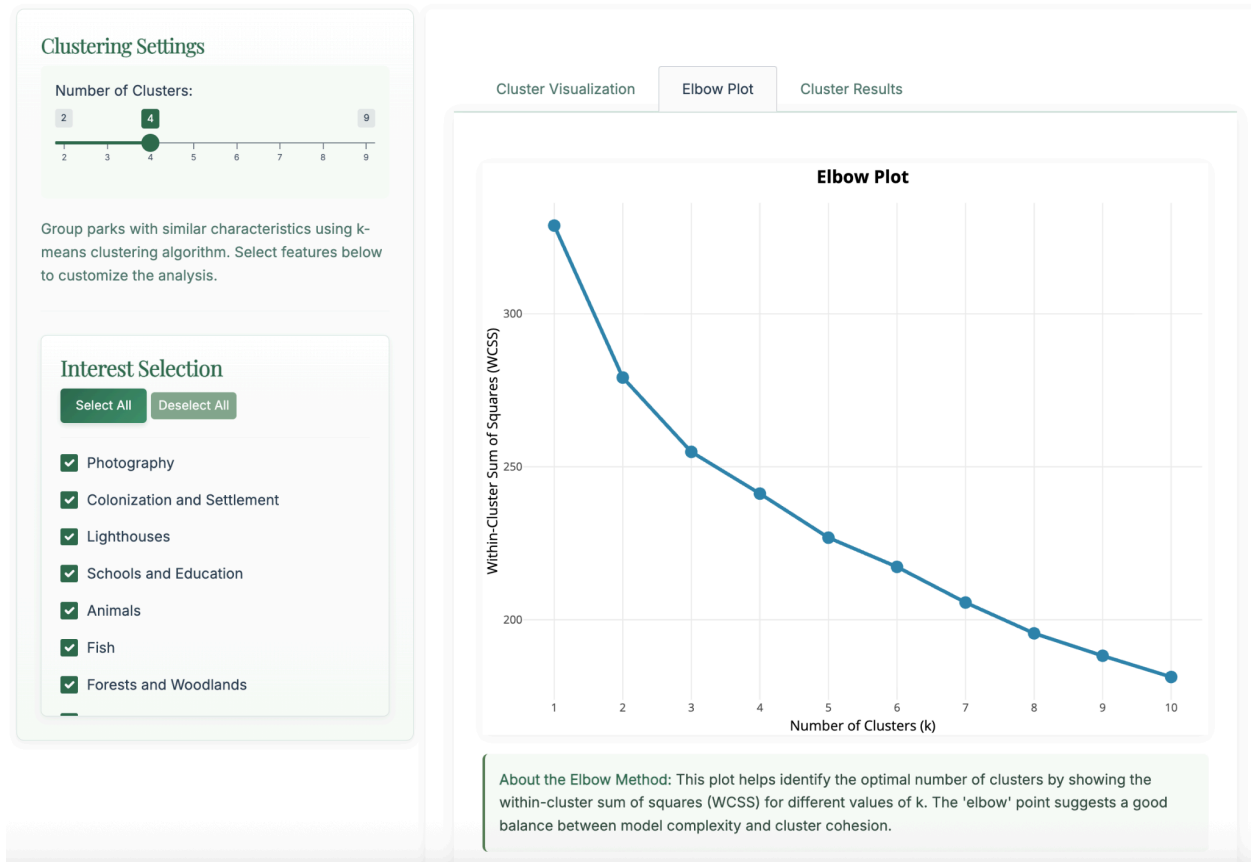 Clustering Settings
Number of Clusters:
2 4 9
2 3 4 5 6 7 8 9
Group parks with similar characteristics using k-
means clustering algorithm. Select features below
to customize the analysis.
Interest Selection
Select All Deselect All
Photography
Colonization and Settlement
Lighthouses
Schools and Education
Animals
Fish
Forests and Woodlands
Cluster Visualization Elbow Plot Cluster Results
Elbow Plot
Within-Cluster Sum of Squares (WCSS)
300
250
200
1 2 3 4 5 6 7 8 9 10
Number of Clusters (k)
About the Elbow Method: This plot helps identify the optimal number of clusters by showing the
within-cluster sum of squares (WCSS) for different values of k. The 'elbow' point suggests a good
balance between model complexity and cluster cohesion.